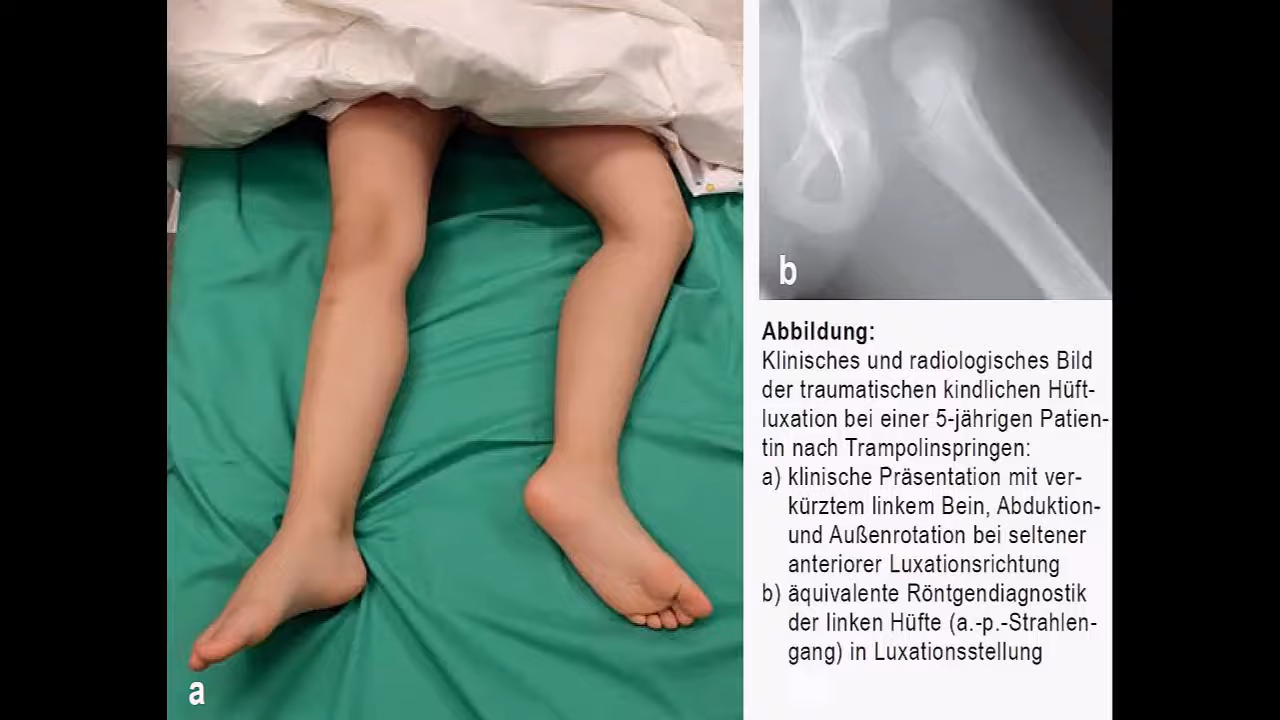 b
Abbildung:
Klinisches und radiologisches Bild
der traumatischen kindlichen Hüft-
luxation bei einer 5-jährigen Patien-
tin nach Trampolinspringen:
a) klinische Präsentation mit ver-
kürztem linkem Bein, Abduktion-
und Außenrotation bei seltener
anteriorer Luxationsrichtung
b) äquivalente Röntgendiagnostik
der linken Hüfte (a.-p.-Strahlen-
gang) in Luxationsstellung
a